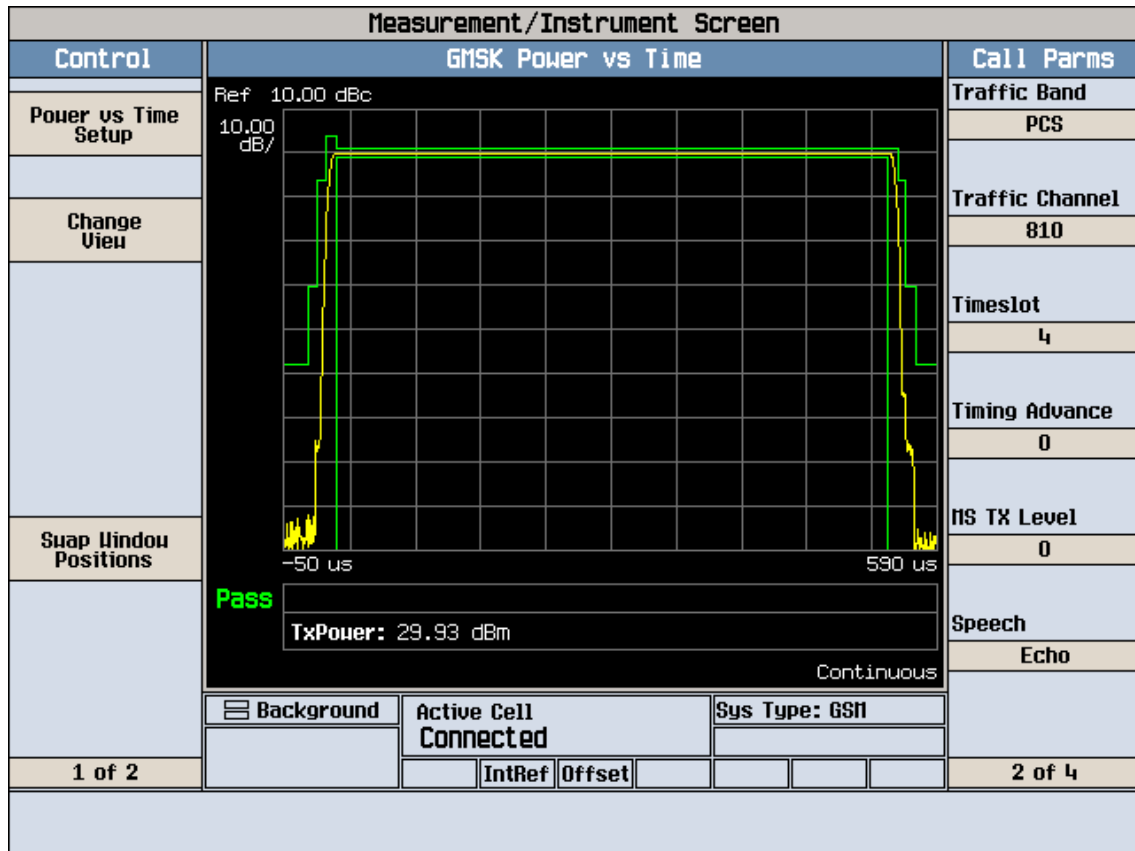 Measurement/Instrument Screen
Control
Power vs Time
Setup
Change
View
Swap Window
Positions
1 of 2
GMSK Power vs Time
Ref 10.00 dBc
10.00
dB/
-50 us
590 us
Pass
TxPower: 29.93 dBm
Continuous
Background
Active Cell
Connected
Sys Type: GSM
IntRef
Offset
Call Parms
Traffic Band
PCS
Traffic Channel
810
Timeslot
4
Timing Advance
0
MS TX Level
0
Speech
Echo
2 of 4